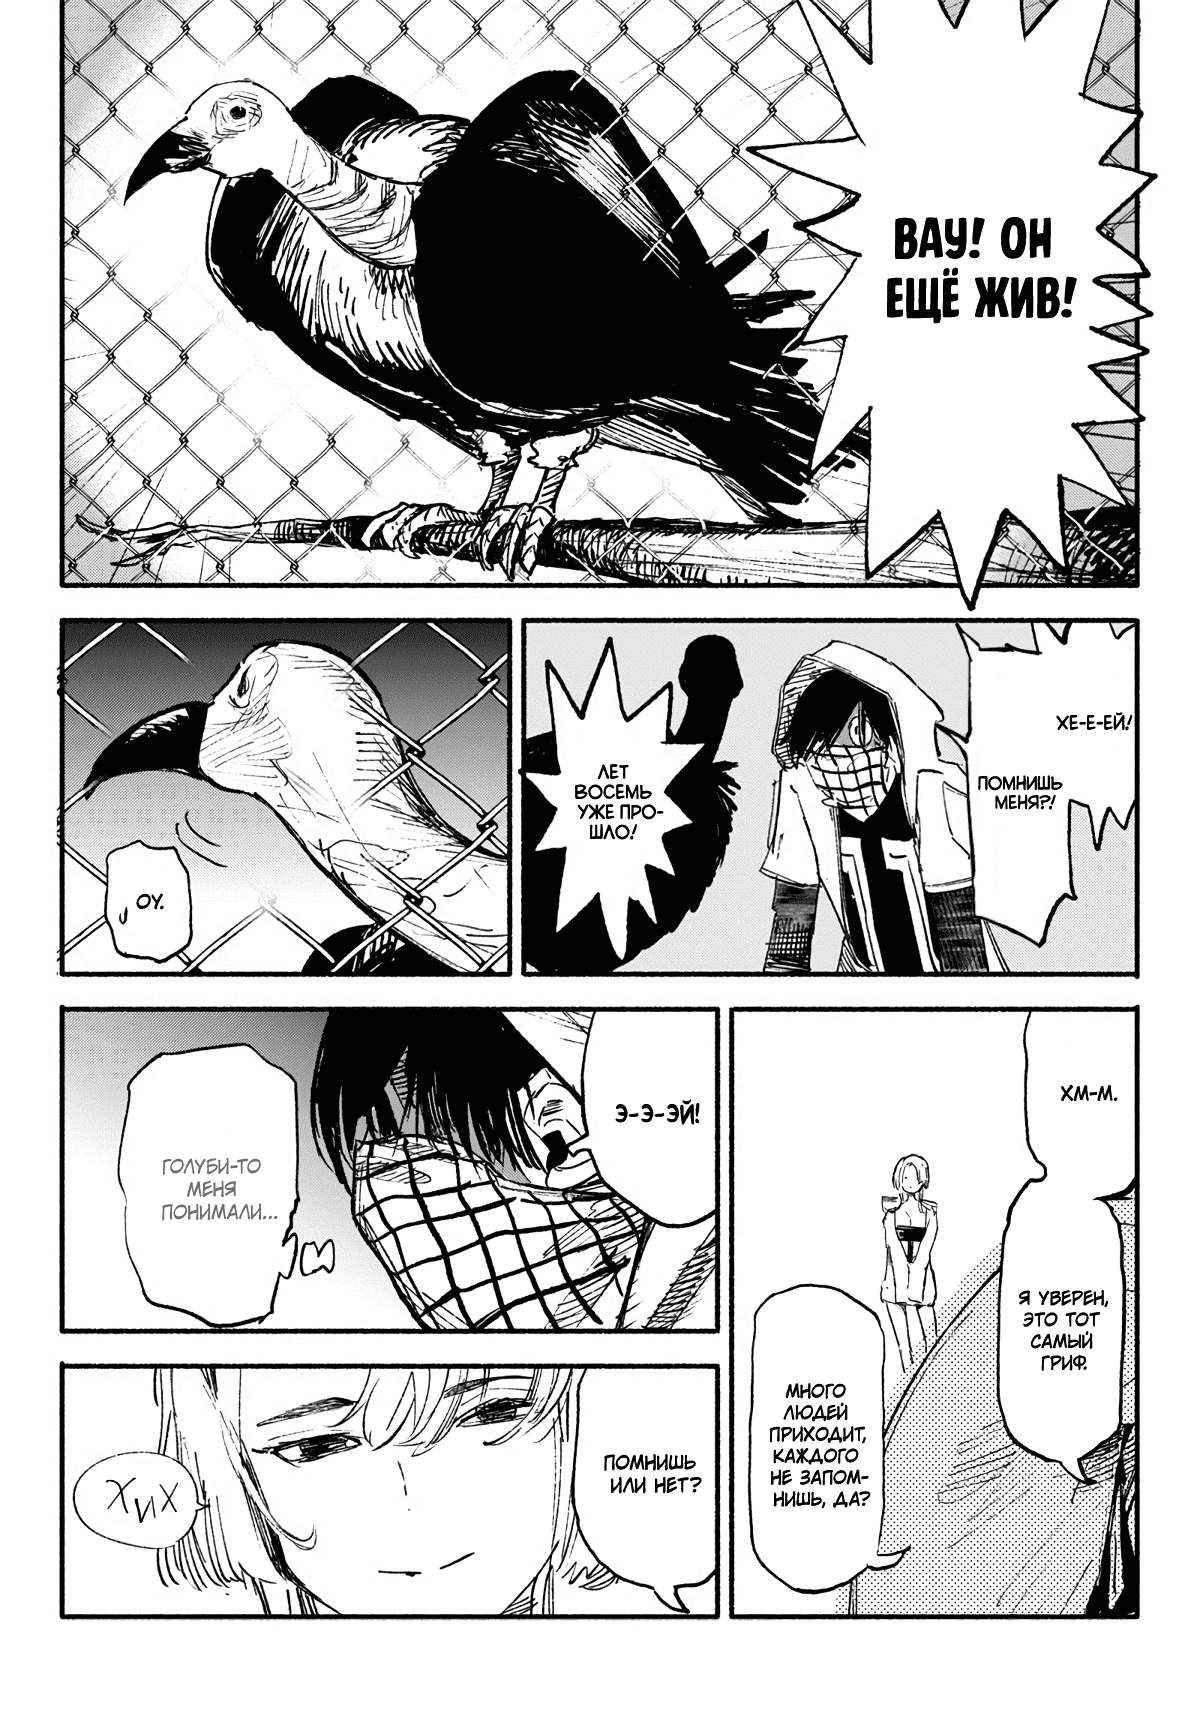 ВАУ! ОН
ЕЩЁ ЖИВ!
ХЕ-Е-ЕЙ!
ПОМНИШЬ
МЕНЯ?!
ЛЕТ
ВОСЕМЬ
УЖЕ ПРО-
ШЛО!
ОУ.
ХМ-М.
Я УВЕРЕН,
ЭТО ТОТ
САМЫЙ
ГРИФ.
МНОГО
ЛЮДЕЙ
ПРИХОДИТ,
КАЖДОГО
НЕ ЗАПОМ-
НИШЬ, ДА?
Э-Э-ЭЙ!
ГОЛУБИ-ТО
МЕНЯ
ПОНИМАЛИ...
ПОМНИШЬ
ИЛИ НЕТ?
ХИХ